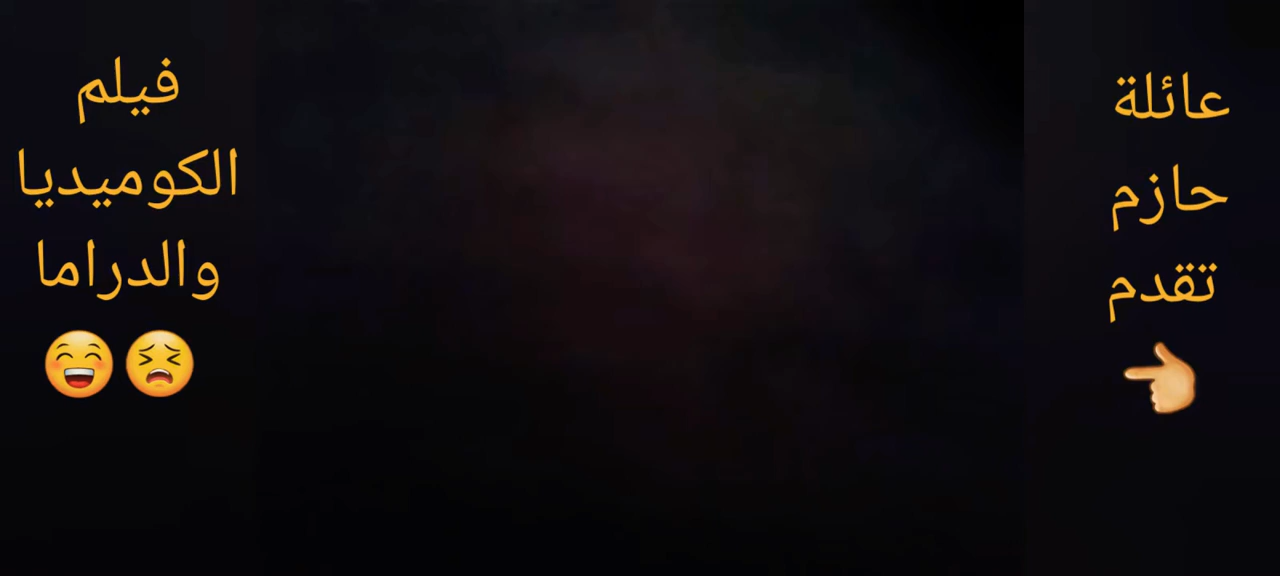 عائلة
حازم
تقدم
👈
فيلم
الكوميديا
والدراما
😣😁